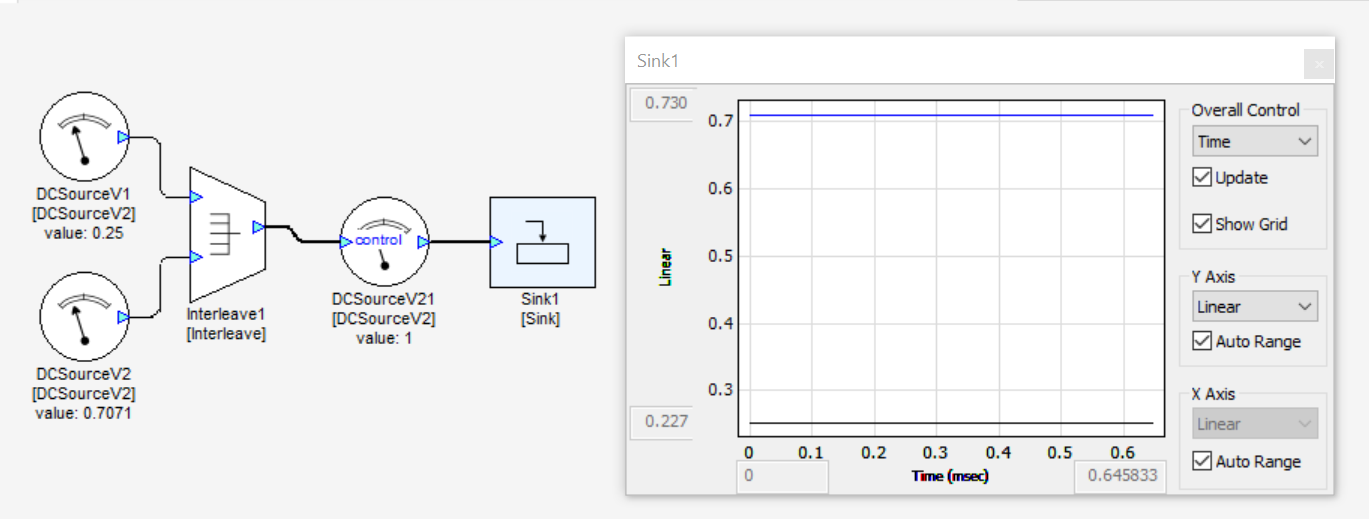 DCSourceV1
[DCSourceV2]
value: 0.25
DCSourceV2
[DCSourceV2]
value: 0.7071
Interleave1
[Interleave]
control
DCSourceV21
[DCSourceV2]
value: 1
Sink1
[Sink]
Sink1
×
0.730
0.227
Linear
0.7
0.6
0.5
0.4
0.3
0 0.1 0.2 0.3 0.4 0.5 0.6
0
Time (msec)
0.645833
Overall Control
Time
Update
Show Grid
Y Axis
Linear
Auto Range
X Axis
Linear
Auto Range